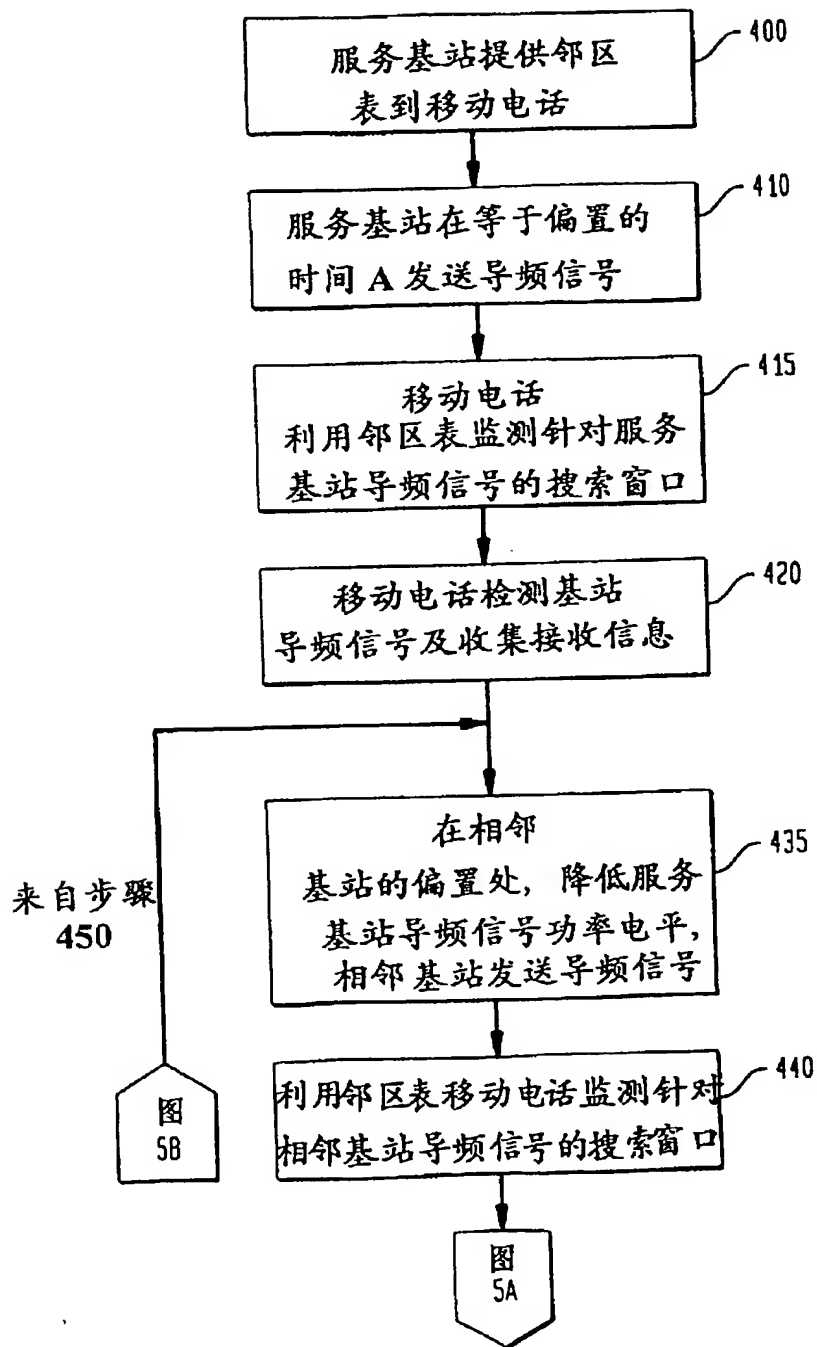 服务基站提供邻区
表到移动电话
400
服务基站在等于偏置的
时间 A 发送导频信号
410
移动电话
利用邻区表监测针对服务
基站导频信号的搜索窗口
415
移动电话检测基站
导频信号及收集接收信息
420
来自步骤
450
在相邻
基站的偏置处, 降低服务
基站导频信号功率电平,
相邻基站发送导频信号
435
图
5B
利用邻区表移动电话监测针对
相邻基站导频信号的搜索窗口
440
图
5A